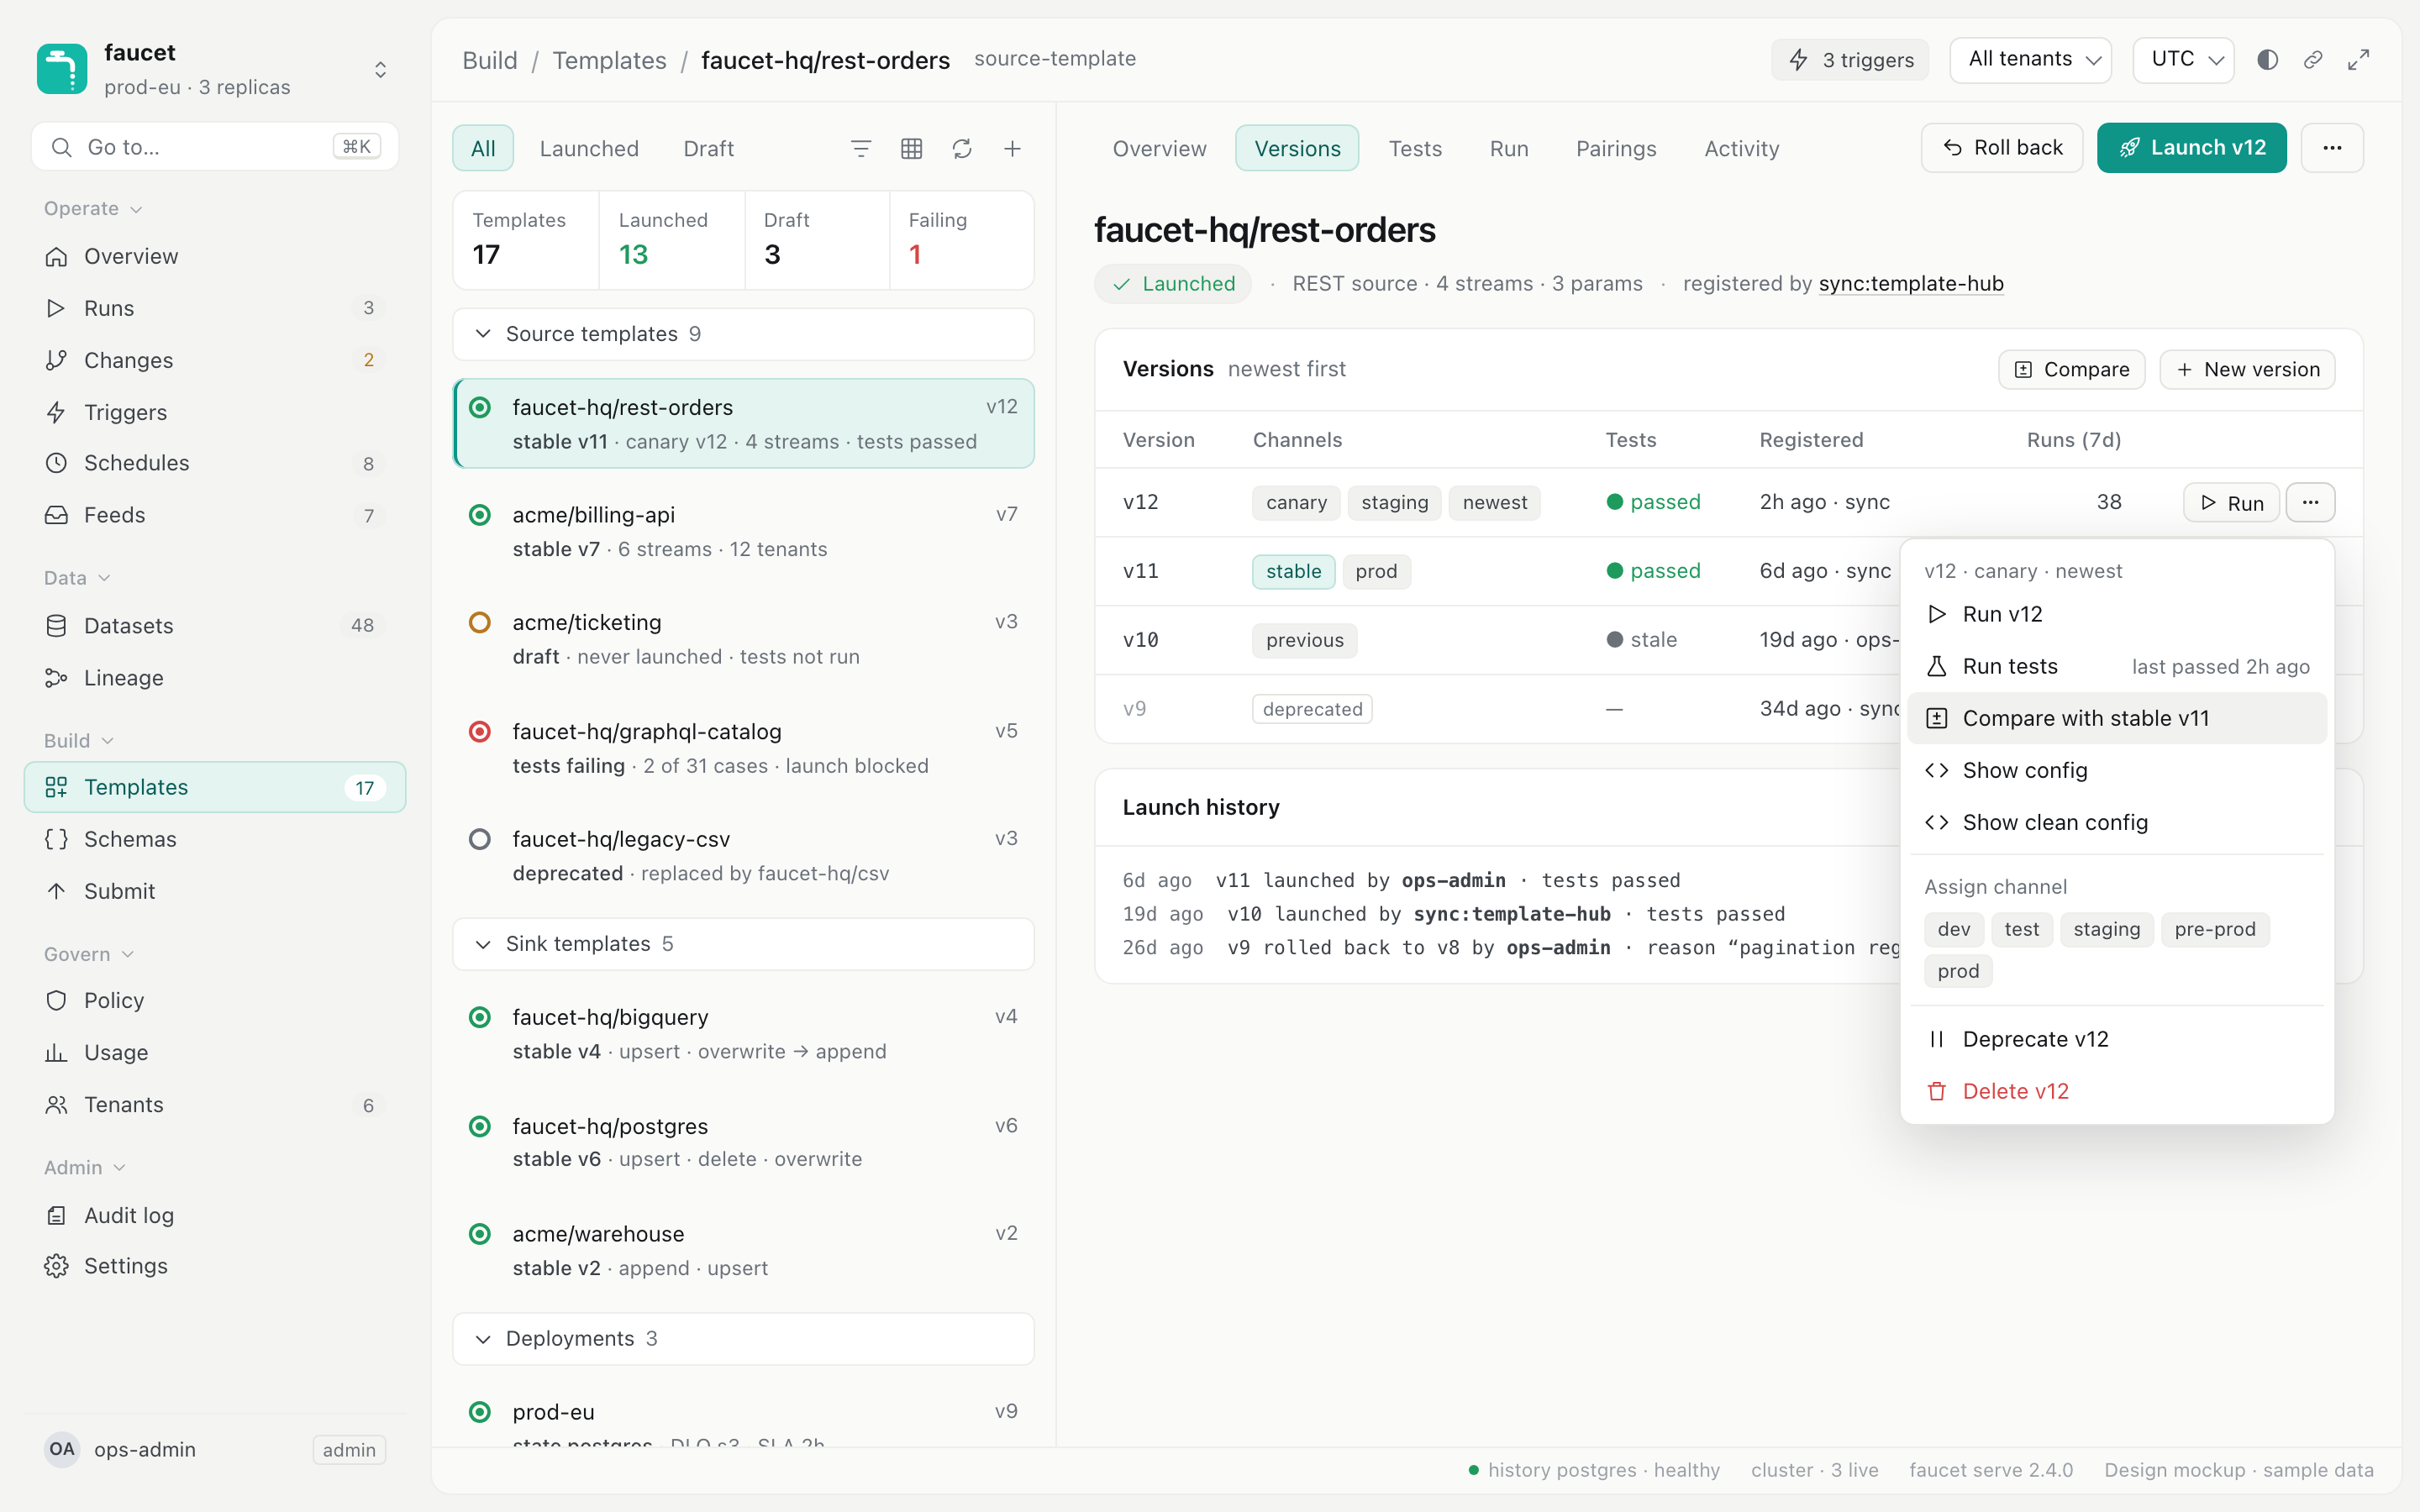 faucet
prod-eu · 3 replicas
Go to... ⌘K
Operate
Overview
Runs 3
Changes 2
Triggers
Schedules 8
Feeds 7
Data
Datasets 48
Lineage
Build
Templates 17
Schemas
Submit
Govern
Policy
Usage
Tenants 6
Admin
Audit log
Settings
OA ops-admin admin
Build / Templates / faucet-hq/rest-orders source-template
3 triggers All tenants UTC
All Launched Draft
Templates Launched Draft Failing
17 13 3 1
Source templates 9
faucet-hq/rest-orders v12
stable v11 · canary v12 · 4 streams · tests passed
acme/billing-api v7
stable v7 · 6 streams · 12 tenants
acme/ticketing v3
draft · never launched · tests not run
faucet-hq/graphql-catalog v5
tests failing · 2 of 31 cases · launch blocked
faucet-hq/legacy-csv v3
deprecated · replaced by faucet-hq/csv
Sink templates 5
faucet-hq/bigquery v4
stable v4 · upsert · overwrite → append
faucet-hq/postgres v6
stable v6 · upsert · delete · overwrite
acme/warehouse v2
stable v2 · append · upsert
Deployments 3
prod-eu v9
state postgres · DLQ s3 · SLA 2h
Overview Versions Tests Run Pairings Activity
Roll back Launch v12 ...
faucet-hq/rest-orders
Launched · REST source · 4 streams · 3 params · registered by sync:template-hub
Versions newest first
Compare + New version
Version Channels Tests Registered Runs (7d)
v12 canary staging newest passed 2h ago · sync 38 Run ...
v11 stable prod passed 6d ago · sync
v10 previous stale 19d ago · ops-
v9 deprecated — 34d ago · sync
Launch history
6d ago v11 launched by ops-admin · tests passed
19d ago v10 launched by sync:template-hub · tests passed
26d ago v9 rolled back to v8 by ops-admin · reason “pagination reg
v12 · canary · newest
Run v12
Run tests last passed 2h ago
Compare with stable v11
Show config
Show clean config
Assign channel
dev test staging pre-prod
prod
Deprecate v12
Delete v12
history postgres · healthy cluster · 3 live faucet serve 2.4.0 Design mockup · sample data